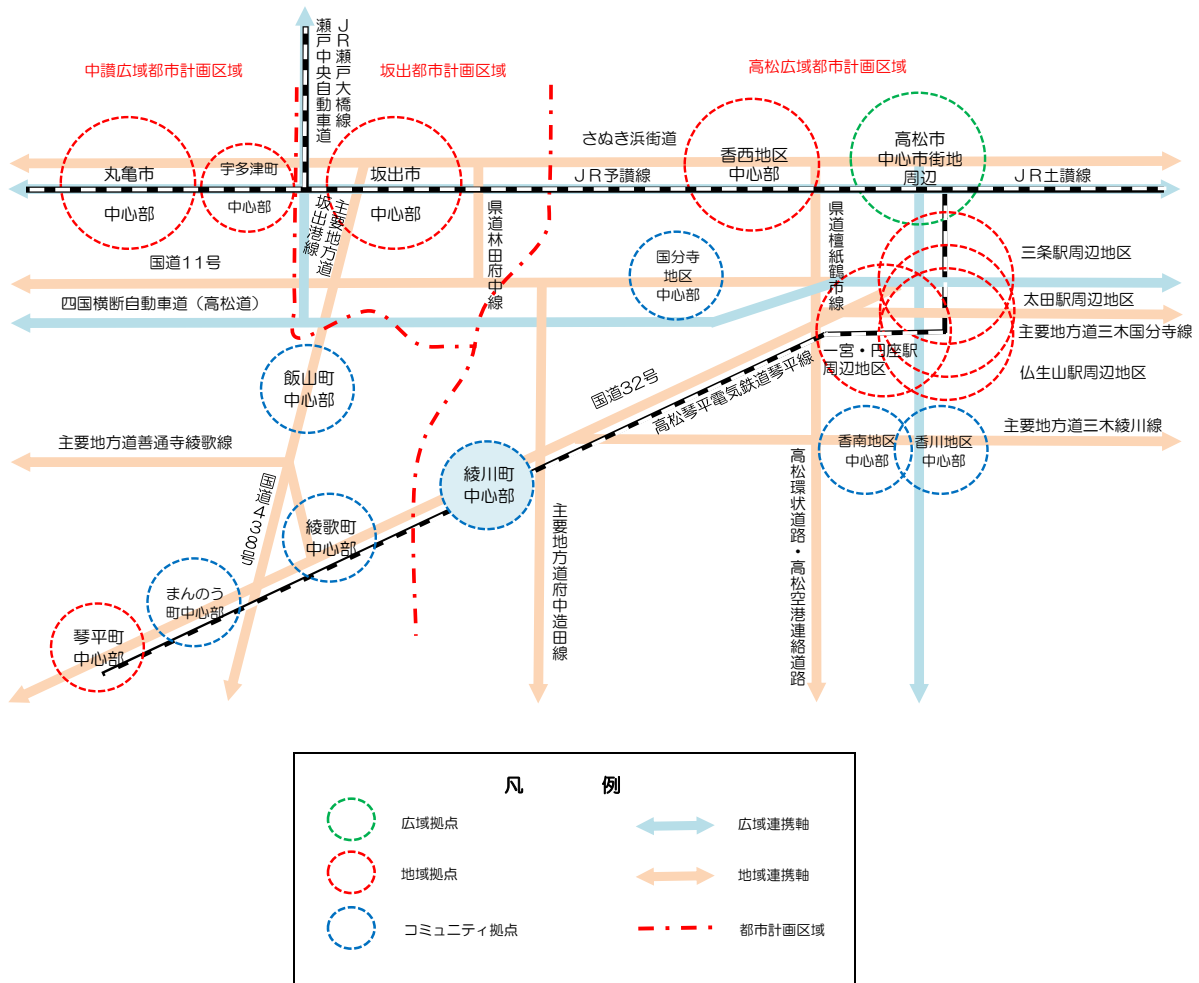 JR瀬戸大橋線
瀬戸中央自動車道
中讃広域都市計画区域
坂出都市計画区域
高松広域都市計画区域
さぬき浜街道
丸亀市
中心部
宇多津町
中心部
坂出市
中心部
香西地区
中心部
高松市
中心市街地
周辺
JR予讃線
JR土讃線
主要地方道
坂出港線
県道林田府中線
県道檀紙鶴市線
国道11号
国分寺
地区
中心部
三条駅周辺地区
四国横断自動車道（高松道）
太田駅周辺地区
主要地方道三木国分寺線
一宮・円座駅
周辺地区
仏生山駅周辺地区
飯山町
中心部
国道32号
高松琴平電気鉄道琴平線
主要地方道善通寺綾歌線
香南地区
中心部
香川地区
中心部
主要地方道三木綾川線
綾川町
中心部
国道438号
綾歌町
中心部
主要地方道府中造田線
高松環状道路・高松空港連絡道路
まんのう
町中心部
琴平町
中心部
凡　例
広域拠点
広域連携軸
地域拠点
地域連携軸
コミュニティ拠点
都市計画区域